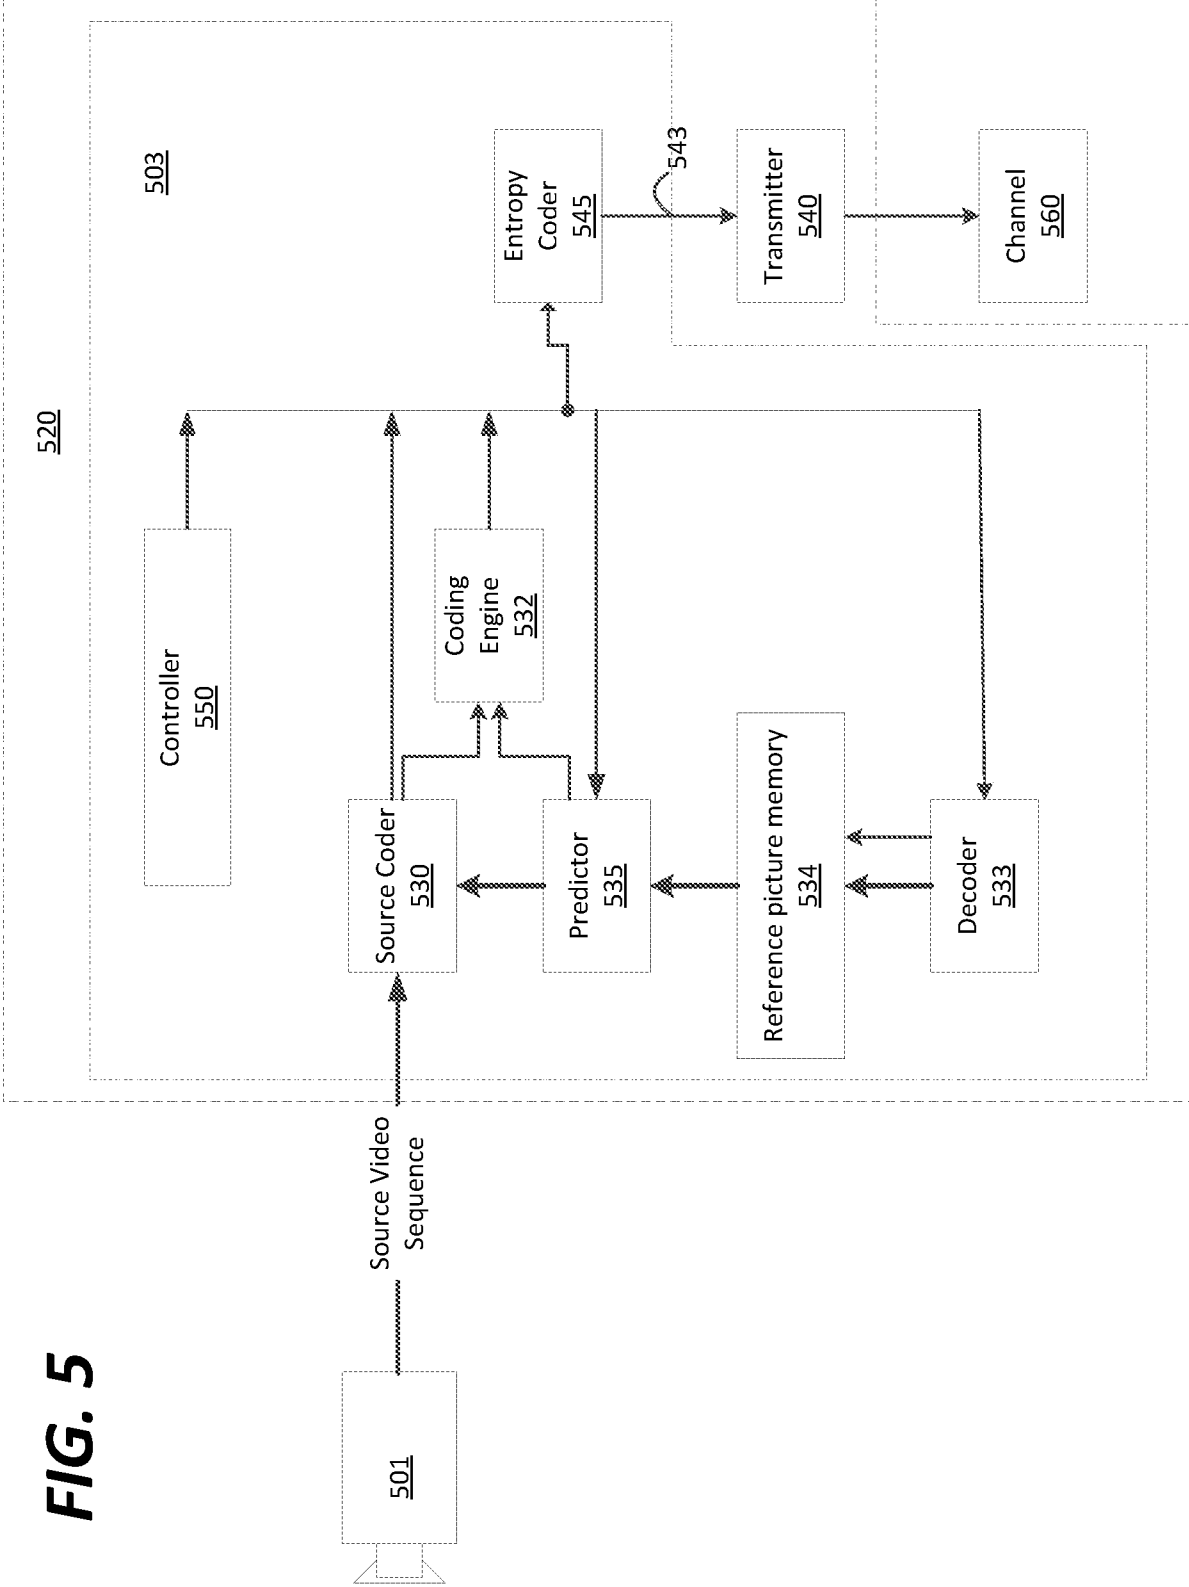 FIG. 5
520
503
Controller
550
501
Source Video
Sequence
Source Coder
530
Coding
Engine
532
Entropy
Coder
545
543
Predictor
535
Transmitter
540
Reference picture memory
534
Decoder
533
Channel
560